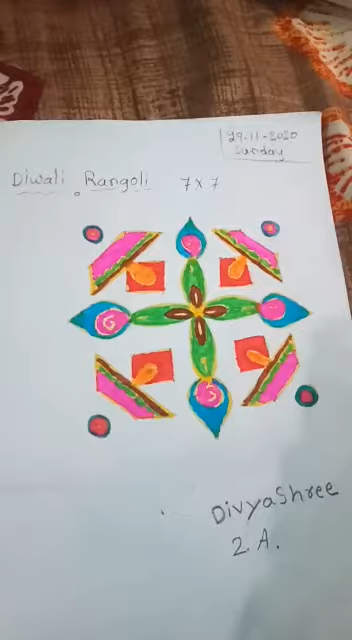 29-11-2020
Sunday
Diwali Rangoli 7x7
DivyaShree
2.A.